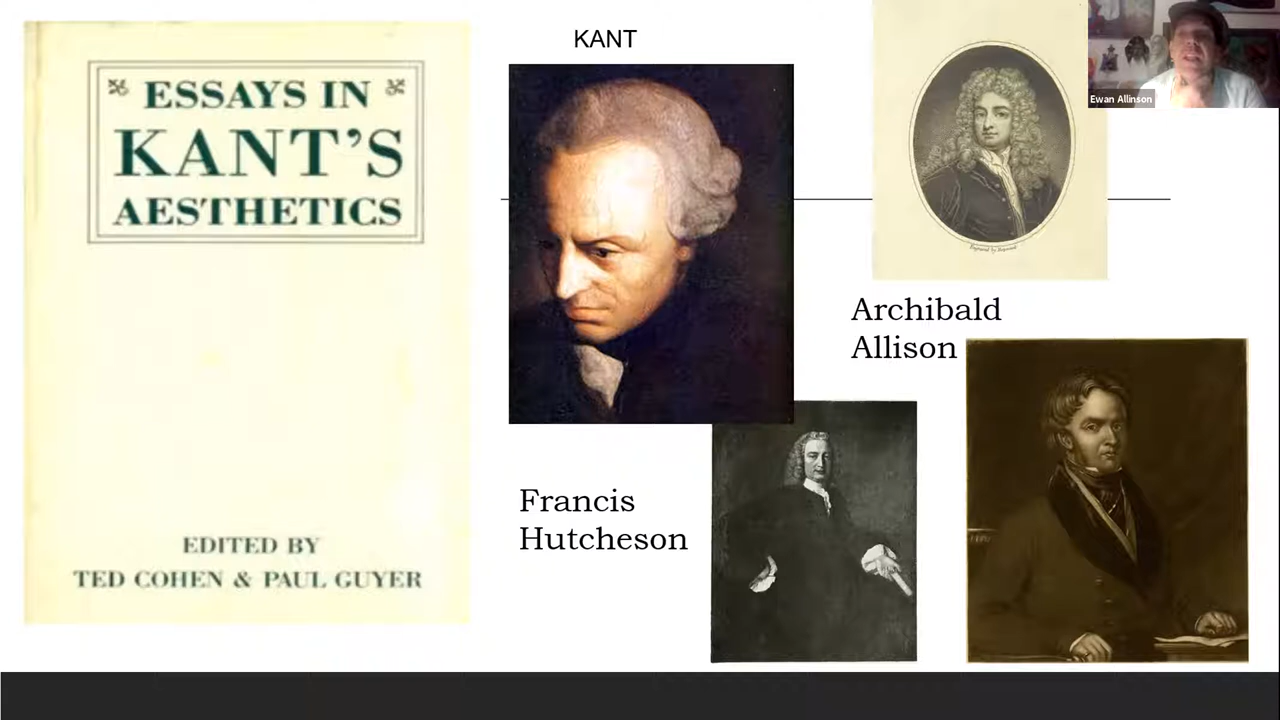 ESSAYS IN
KANT'S
AESTHETICS
EDITED BY
TED COHEN & PAUL GUYER
KANT
Ewan Allinson
Archibald
Allison
Francis
Hutcheson